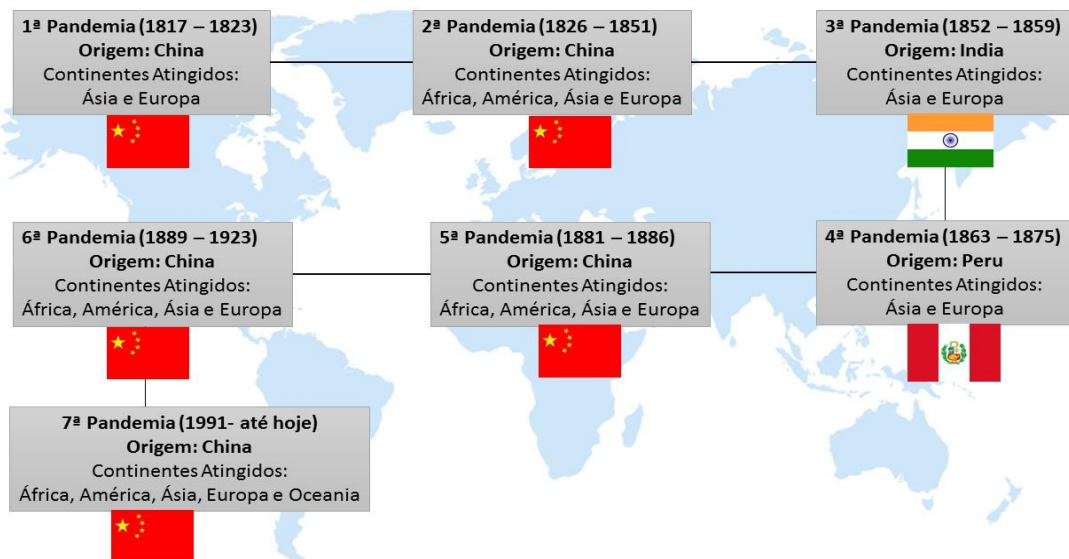 1ª Pandemia (1817 – 1823)
Origem: China
Continentes Atingidos:
Ásia e Europa
2ª Pandemia (1826 – 1851)
Origem: China
Continentes Atingidos:
África, América, Ásia e Europa
3ª Pandemia (1852 – 1859)
Origem: India
Continentes Atingidos:
Ásia e Europa
4ª Pandemia (1863 – 1875)
Origem: Peru
Continentes Atingidos:
Ásia e Europa
5ª Pandemia (1881 – 1886)
Origem: China
Continentes Atingidos:
África, América, Ásia e Europa
6ª Pandemia (1889 – 1923)
Origem: China
Continentes Atingidos:
África, América, Ásia e Europa
7ª Pandemia (1991- até hoje)
Origem: China
Continentes Atingidos:
África, América, Ásia, Europa e Oceania